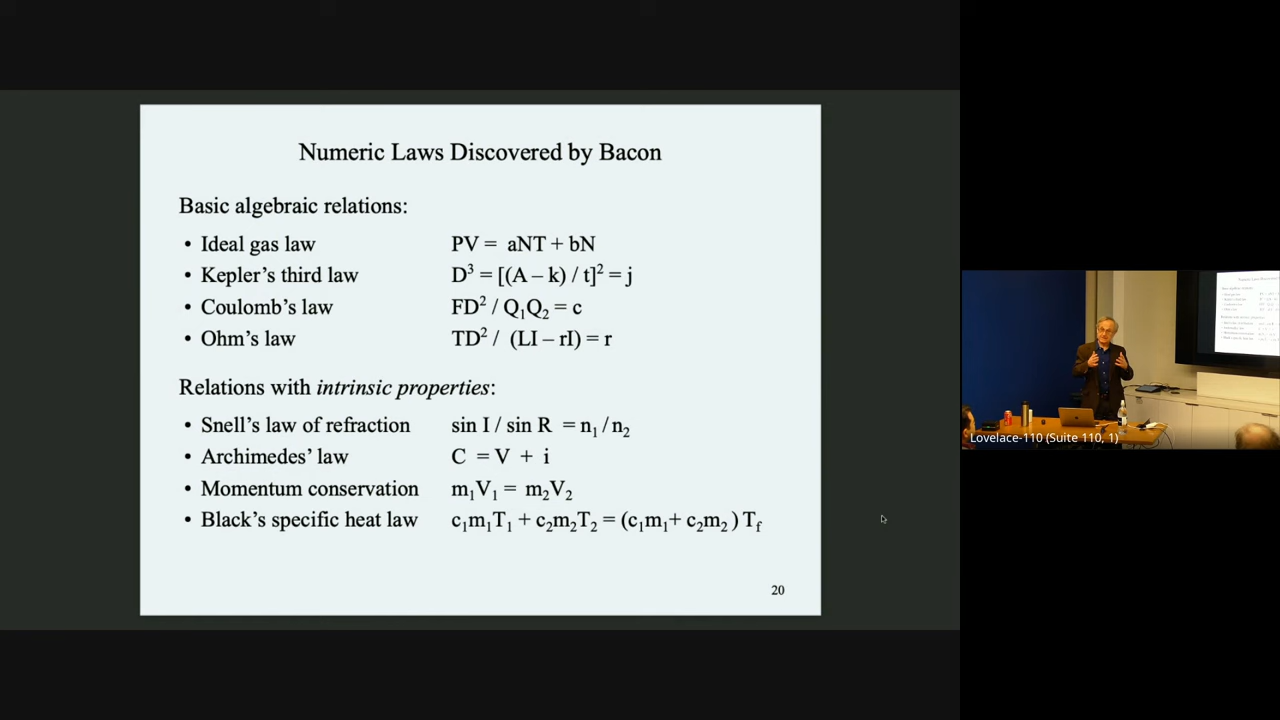 Numeric Laws Discovered by Bacon
Basic algebraic relations:
• Ideal gas law PV = aNT + bN
• Kepler’s third law D³ = [(A – k) / t]² = j
• Coulomb’s law FD² / Q₁Q₂ = c
• Ohm’s law TD² / (LI – rI) = r
Relations with intrinsic properties:
• Snell’s law of refraction sin I / sin R = n₁ / n₂
• Archimedes’ law C = V + i
• Momentum conservation m₁V₁ = m₂V₂
• Black’s specific heat law c₁m₁T₁ + c₂m₂T₂ = (c₁m₁+ c₂m₂ ) T𝒻
20
Lovelace-110 (Suite 110, 1)